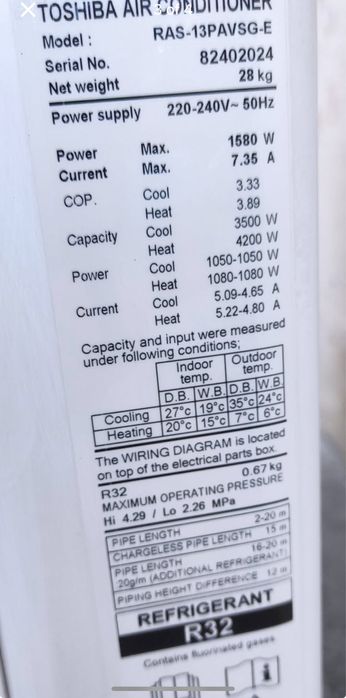 TOSHIBA AIR CONDITIONER
Model : RAS-13PAVSG-E
Serial No. 82402024
Net weight 28 kg
Power supply 220-240V~ 50Hz
Power Max. 1580 W
Current Max. 7.35 A
COP. Cool 3.33
Heat 3.89
Capacity Cool 3500 W
Heat 4200 W
Power Cool 1050-1050 W
Heat 1080-1080 W
Current Cool 5.09-4.65 A
Heat 5.22-4.80 A
Capacity and input were measured
under following conditions;
Indoor temp. Outdoor temp.
D.B. W.B. D.B. W.B.
Cooling 27°c 19°c 35°c 24°c
Heating 20°c 15°c 7°c 6°c
The WIRING DIAGRAM is located
on top of the electrical parts box.
R32 0.67 kg
MAXIMUM OPERATING PRESSURE
Hi 4.29 / Lo 2.26 MPa
PIPE LENGTH 2-20 m
CHARGELESS PIPE LENGTH 15 m
PIPE LENGTH 16-20 m
20g/m (ADDITIONAL REFRIGERANT)
PIPING HEIGHT DIFFERENCE 12 m
REFRIGERANT
R32
Contains fluorinated gases
i